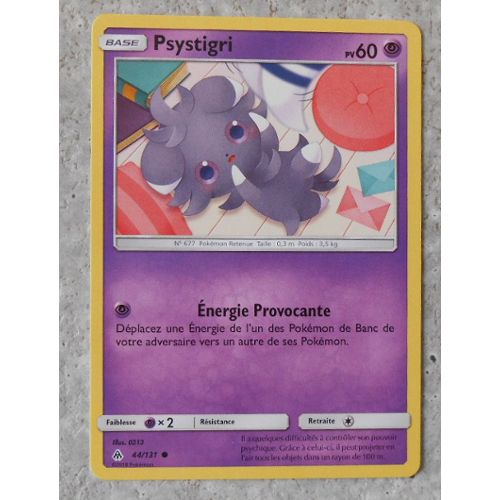 BASE Psystigri PV60
N° 677 Pokémon Retenue Taille : 0,3 m Poids : 3,5 kg
Énergie Provocante
Déplacez une Énergie de l'un des Pokémon de Banc de
votre adversaire vers un autre de ses Pokémon.
Faiblesse × 2 Résistance Retraite
Illus. 0313
44/131
©2018 Pokémon
Il a quelques difficultés à contrôler son pouvoir
psychique. Grâce à celui-ci, il peut projeter en
l'air tous les objets dans un rayon de 100 m.